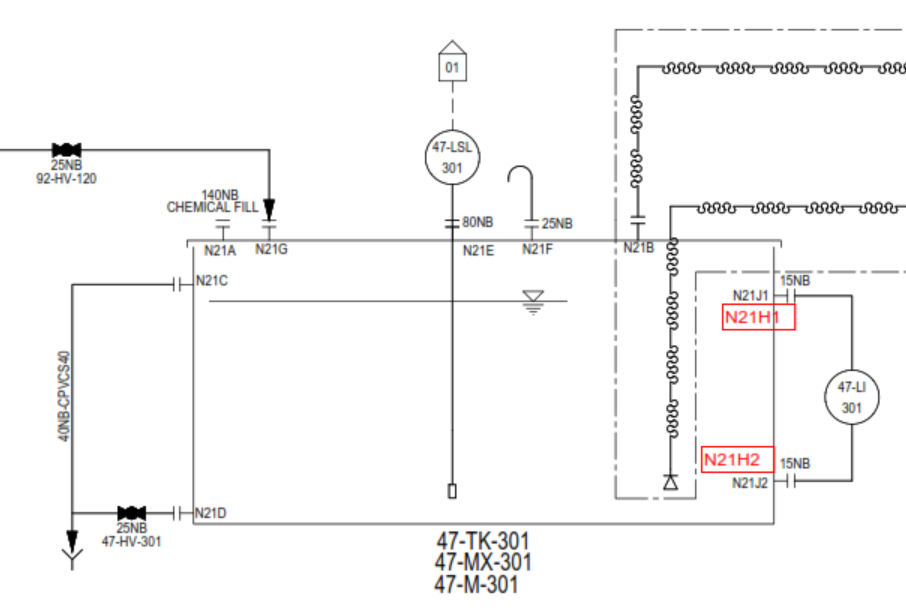 01
47-LSL
301
25NB
92-HV-120
140NB
CHEMICAL FILL
80NB
25NB
N21A
N21G
N21E
N21F
N21B
N21C
15NB
N21J1
N21H1
40NB-CPVCS40
47-LI
301
N21H2
15NB
N21J2
N21D
25NB
47-HV-301
47-TK-301
47-MX-301
47-M-301